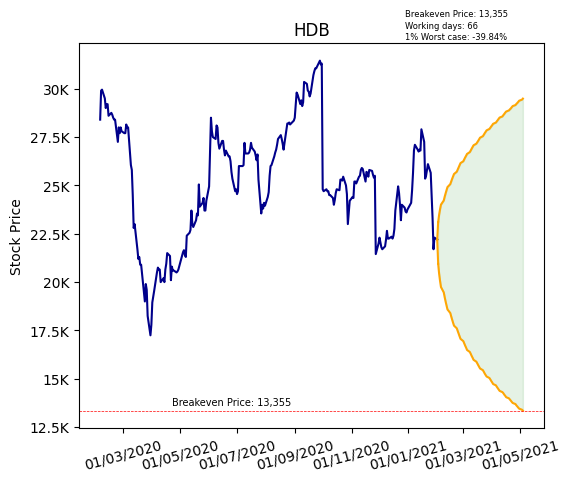 Breakeven Price: 13,355
Working days: 66
1% Worst case: -39.84%
HDB
Stock Price
30K
27.5K
25K
22.5K
20K
17.5K
15K
12.5K
Breakeven Price: 13,355
01/03/2020
01/05/2020
01/07/2020
01/09/2020
01/11/2020
01/01/2021
01/03/2021
01/05/2021